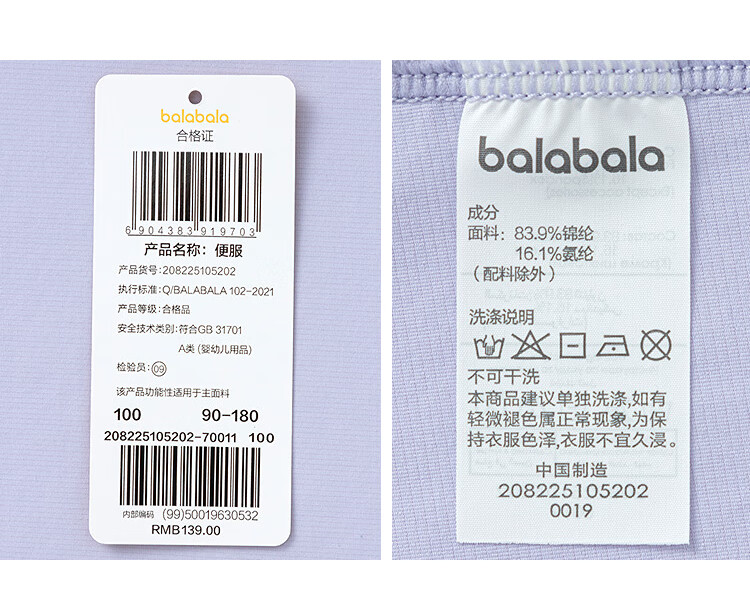 balabala
合格证
6904383919703
产品名称：便服
产品货号:208225105202
执行标准:Q/BALABALA 102-2021
产品等级:合格品
安全技术类别:符合GB 31701
A类 (婴幼儿用品)
检验员:09
该产品功能性适用于主面料
100 90-180
208225105202-70011 100
内部编码 (99)50019630532
RMB139.00
balabala
成分
面料：83.9%锦纶
16.1%氨纶
（配料除外）
洗涤说明
不可干洗
本商品建议单独洗涤,如有
轻微褪色属正常现象,为保
持衣服色泽,衣服不宜久浸。
中国制造
208225105202
0019